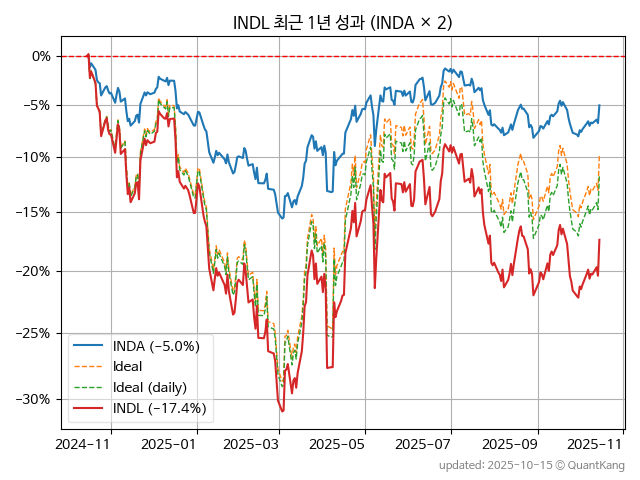 INDL 최근 1년 성과 (INDA × 2)
0%
−5%
−10%
−15%
−20%
−25%
−30%
INDA (−5.0%)
Ideal
Ideal (daily)
INDL (−17.4%)
2024-11 2025-01 2025-03 2025-05 2025-07 2025-09 2025-11
updated: 2025-10-15 © QuantKang